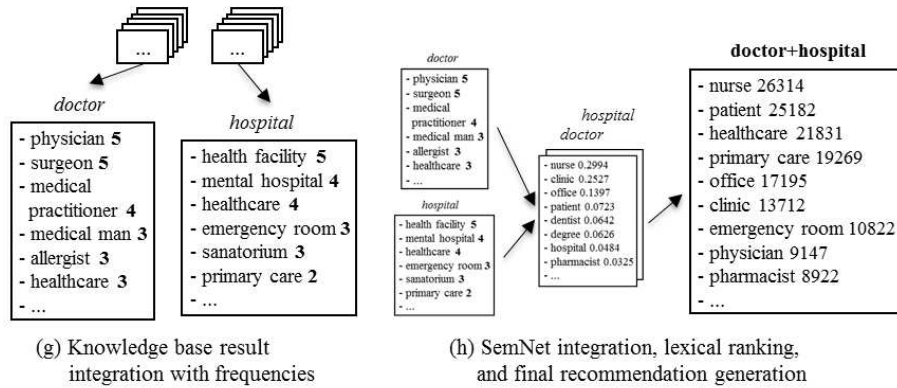 ...
...
doctor
- physician 5
- surgeon 5
- medical
practitioner 4
- medical man 3
- allergist 3
- healthcare 3
- ...
hospital
- health facility 5
- mental hospital 4
- healthcare 4
- emergency room 3
- sanatorium 3
- primary care 2
- ...
(g) Knowledge base result
integration with frequencies
doctor
- physician 5
- surgeon 5
- medical
practitioner 4
- medical man 3
- allergist 3
- healthcare 3
- ...
hospital
- health facility 5
- mental hospital 4
- healthcare 4
- emergency room 3
- sanatorium 3
- primary care 2
- ...
hospital
doctor
- nurse 0.2994
- clinic 0.2527
- office 0.1397
- patient 0.0723
- dentist 0.0642
- degree 0.0626
- hospital 0.0484
- pharmacist 0.0325
- ...
doctor+hospital
- nurse 26314
- patient 25182
- healthcare 21831
- primary care 19269
- office 17195
- clinic 13712
- emergency room 10822
- physician 9147
- pharmacist 8922
- ...
(h) SemNet integration, lexical ranking,
and final recommendation generation